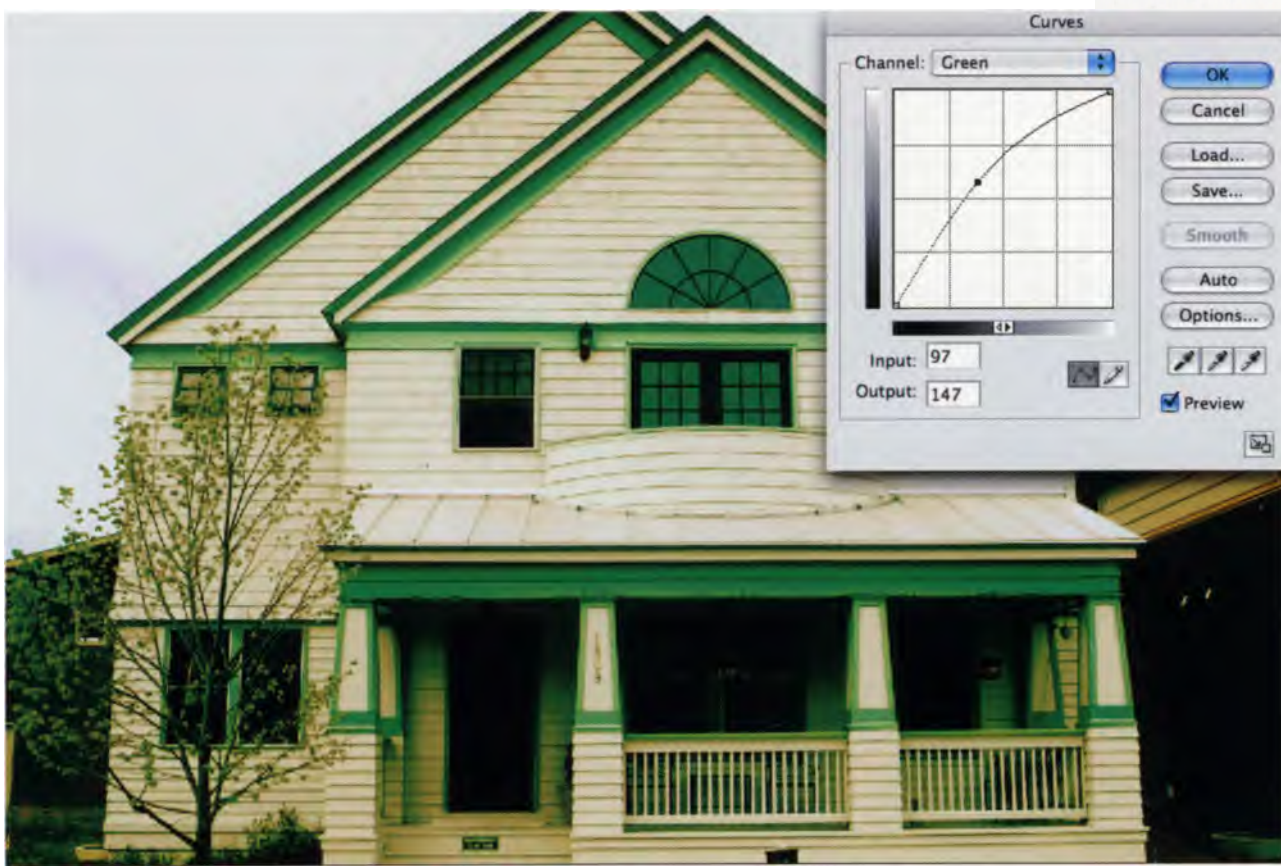 Curves
Channel: Green
OK
Cancel
Load...
Save...
Smooth
Auto
Options...
Input: 97
Output: 147
Preview